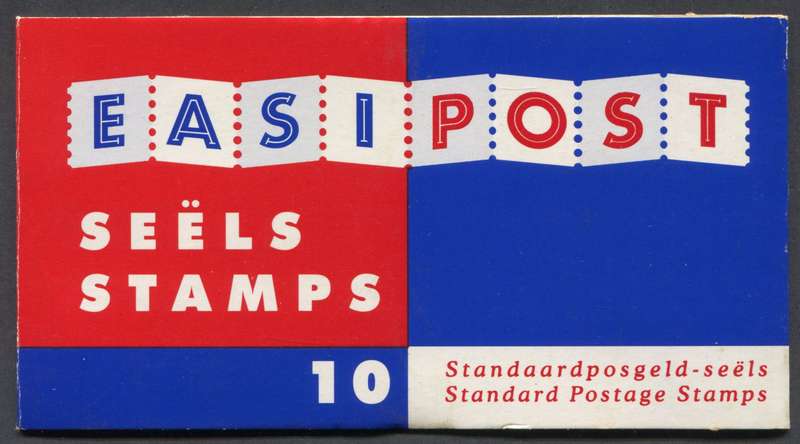 EASIPOST
SEËLS
STAMPS
10
Standaardposgeld-seëls
Standard Postage Stamps